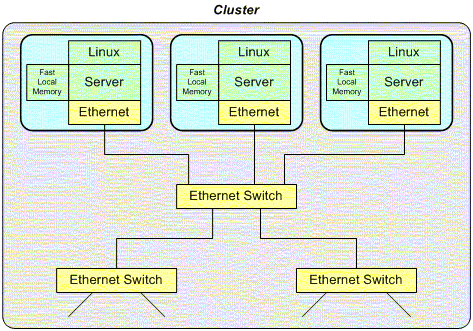 Cluster
Linux
Fast
Local
Memory
Server
Ethernet
Linux
Fast
Local
Memory
Server
Ethernet
Linux
Fast
Local
Memory
Server
Ethernet
Ethernet Switch
Ethernet Switch
Ethernet Switch